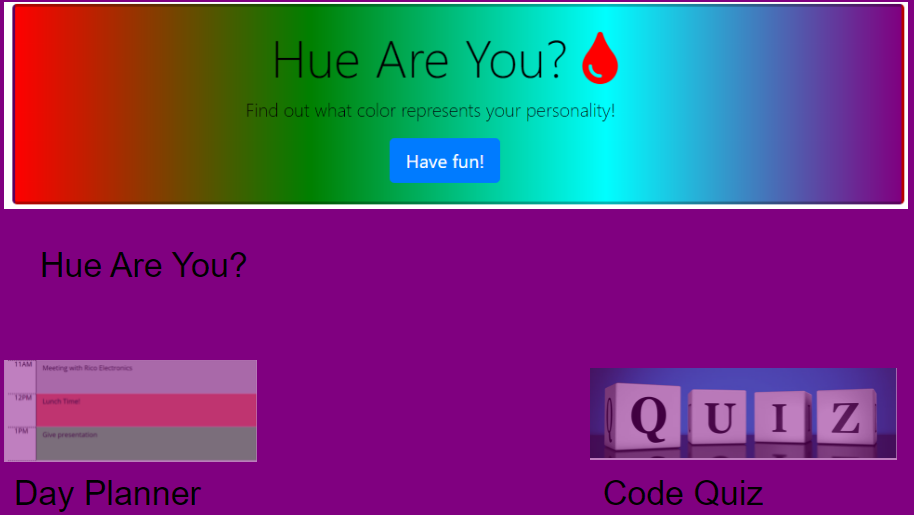 Hue Are You?
Find out what color represents your personality!
Have fun!
Hue Are You?
11AM Meeting with Rico Electronics
12PM Lunch Time!
1PM Give presentation
QUIZ
Day Planner
Code Quiz